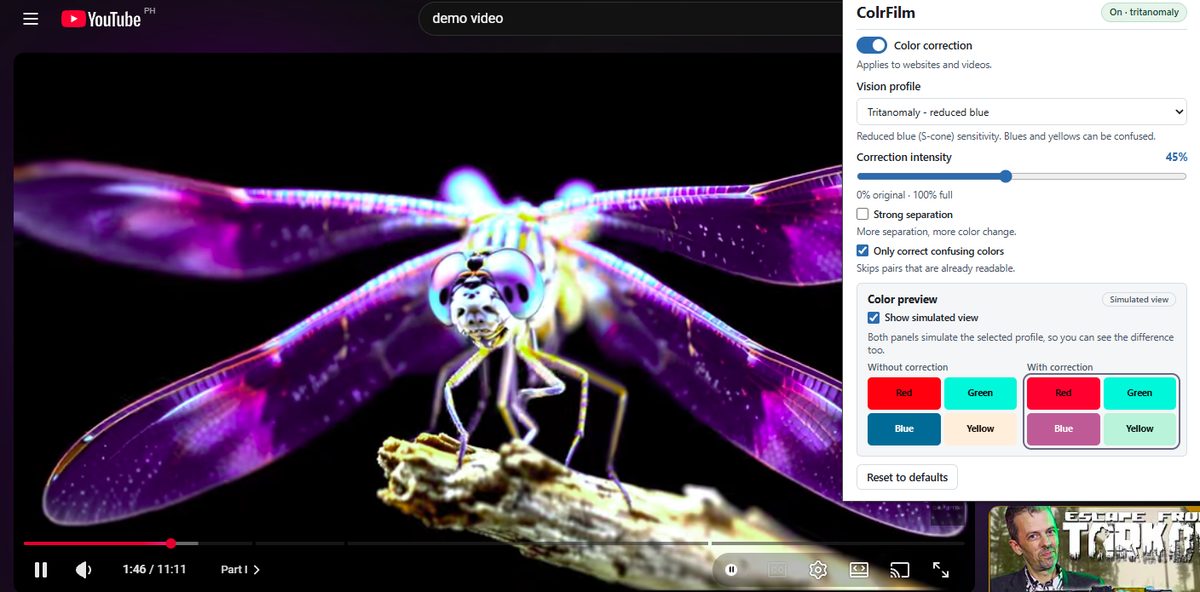 YouTube PH
demo video
1:46 / 11:11
Part I
ColrFilm
On · tritanomaly
Color correction
Applies to websites and videos.
Vision profile
Tritanomaly - reduced blue
Reduced blue (S-cone) sensitivity. Blues and yellows can be confused.
Correction intensity
45%
0% original · 100% full
Strong separation
More separation, more color change.
Only correct confusing colors
Skips pairs that are already readable.
Color preview
Simulated view
Show simulated view
Both panels simulate the selected profile, so you can see the difference
too.
Without correction
With correction
Red
Green
Red
Green
Blue
Yellow
Blue
Yellow
Reset to defaults
ESCAPE FRO
TARKO